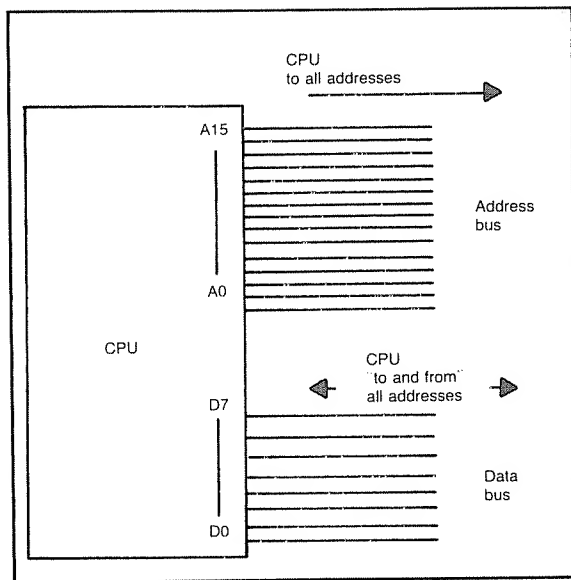 CPU
to all addresses
A15
Address
bus
A0
CPU
CPU
"to and from"
all addresses
D7
Data
bus
D0